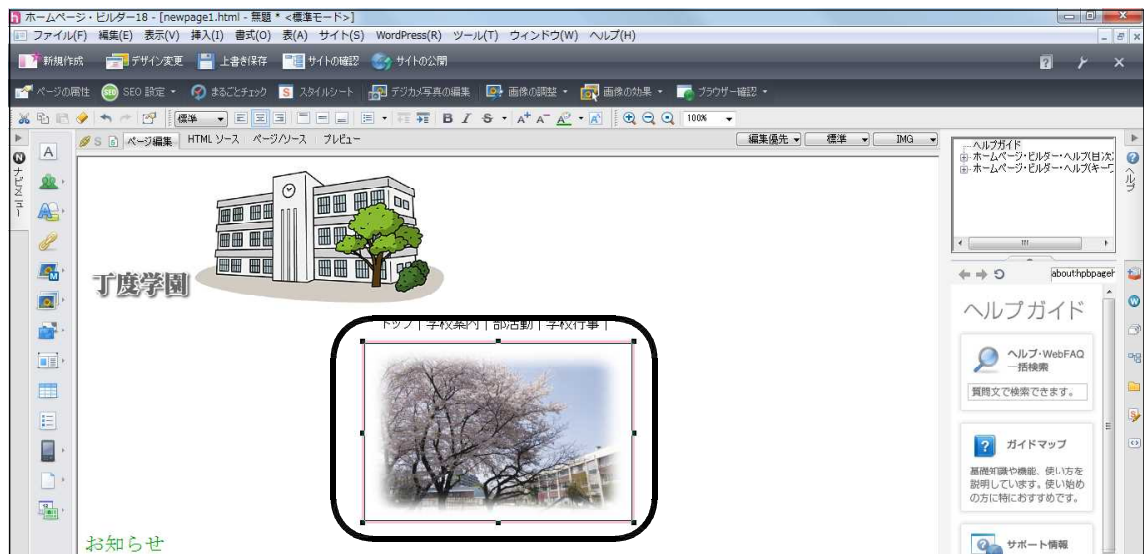 ホームページ・ビルダー18 - [newpage1.html - 無題 * <標準モード>]
ファイル(F) 編集(E) 表示(V) 挿入(I) 書式(O) 表(A) サイト(S) WordPress(R) ツール(T) ウィンドウ(W) ヘルプ(H)
新規作成 デザイン変更 上書き保存 サイトの確認 サイトの公開
ページの属性 SEO 設定 まるごとチェック スタイルシート デジカメ写真の編集 画像の調整 画像の効果 ブラウザー確認
標準 B I S A+ A- A A 100%
ページ編集 HTML ソース ページ/ソース プレビュー 編集優先 標準 IMG
ナビメニュー
ヘルプガイド
ホームページ・ビルダー・ヘルプ(目次)
ホームページ・ビルダー・ヘルプ(キーワ
ヘルプ
丁度学園
about:hpbpageh
トップ | 学校案内 | 部活動 | 学校行事 |
ヘルプガイド
ヘルプ・WebFAQ
一括検索
質問文で検索できます。
ガイドマップ
基礎知識や機能、使い方を
説明しています。使い始め
の方に特におすすめです。
サポート情報
お知らせ